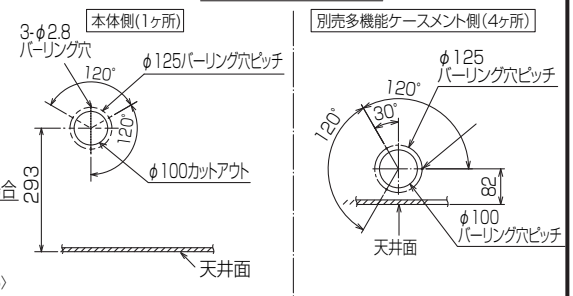 本体側(1ヶ所)
3-φ2.8
バーリング穴
120°
φ125バーリング穴ピッチ
120°
φ100カットアウト
合
293
天井面
別売多機能ケースメント側(4ヶ所)
φ125
バーリング穴ピッチ
120°
120°
30°
82
φ100
バーリング穴ピッチ
天井面